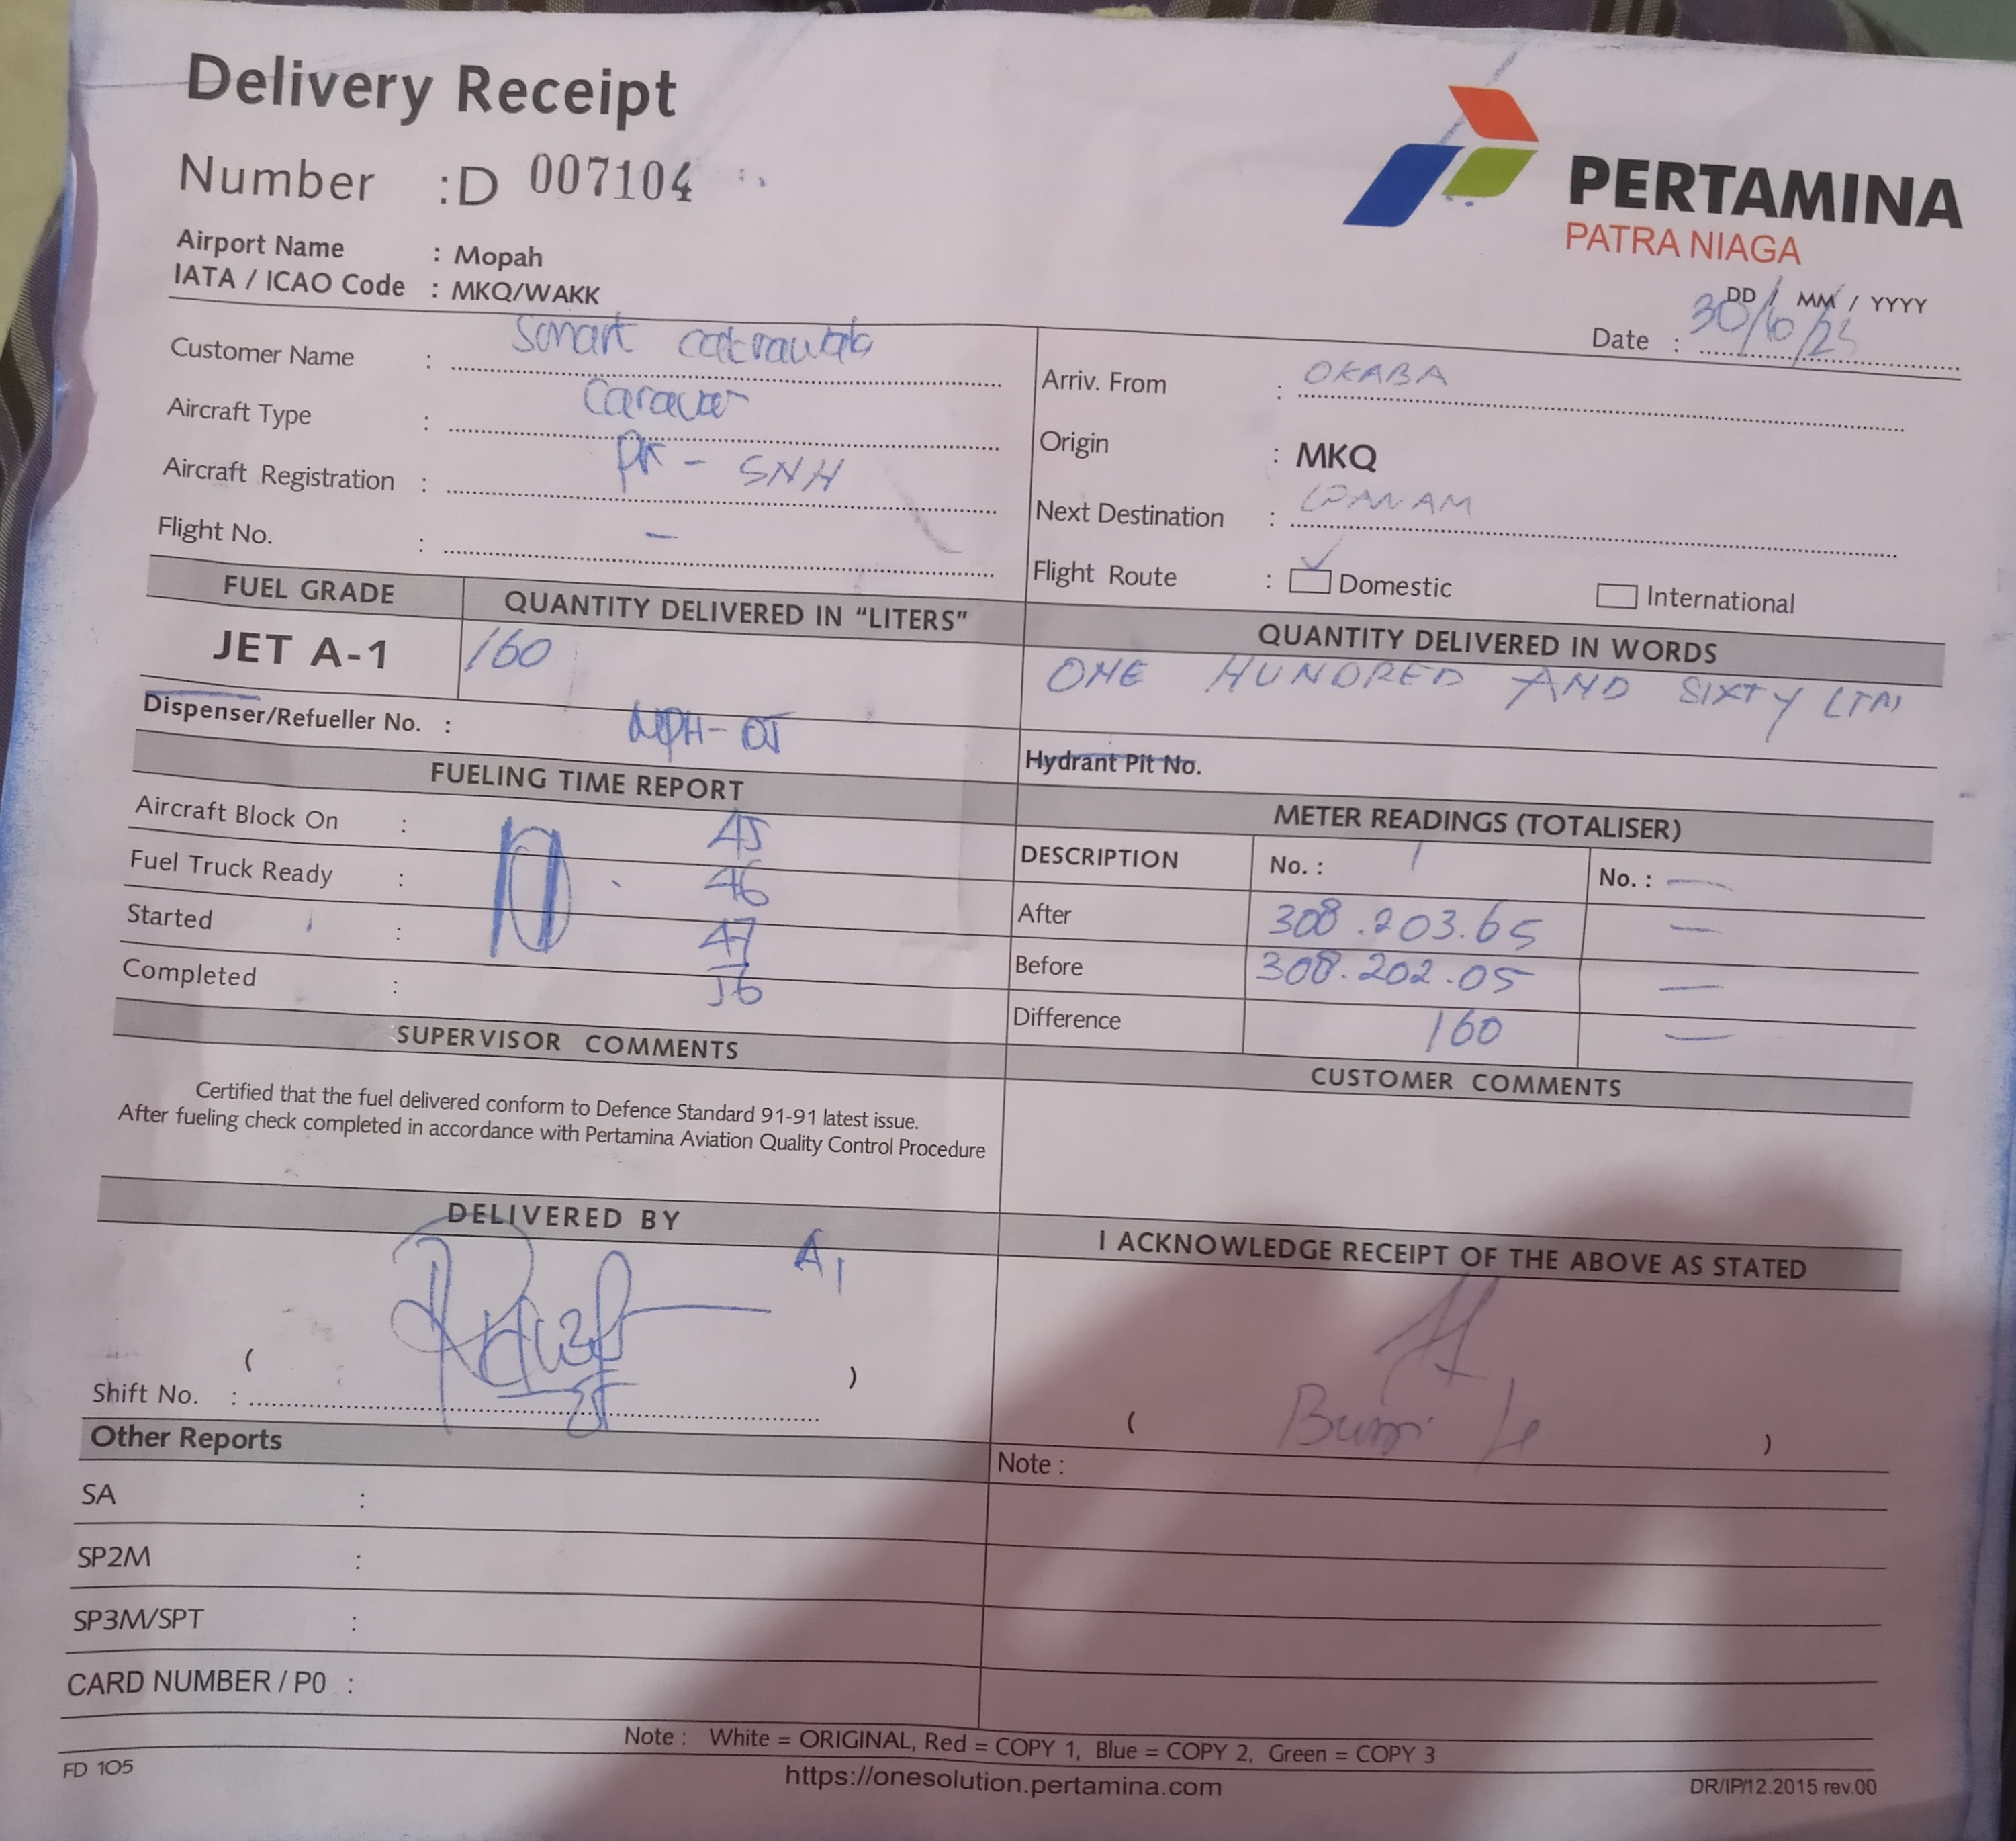 Delivery Receipt
Number : D 007104
PERTAMINA
PATRA NIAGA
Airport Name : Mopah
IATA / ICAO Code : MKQ/WAKK
DD / MM / YYYY
Date : 30/6/25
Customer Name : Smart cakrawala
Aircraft Type : Caravan
Aircraft Registration : PK - SNH
Flight No. : -
Arriv. From : OKABA
Origin : MKQ
Next Destination :
Flight Route : Domestic International
FUEL GRADE QUANTITY DELIVERED IN “LITERS” QUANTITY DELIVERED IN WORDS
JET A-1 160 ONE HUNDRED AND SIXTY LTRS
Dispenser/Refueller No. :
Hydrant Pit No.
FUELING TIME REPORT
Aircraft Block On : 45
Fuel Truck Ready : 46
Started : 47
Completed : 56
METER READINGS (TOTALISER)
DESCRIPTION No. : 1 No. : —
After 308.203.65 —
Before 308.202.05 —
Difference 160 —
SUPERVISOR COMMENTS
CUSTOMER COMMENTS
Certified that the fuel delivered conform to Defence Standard 91-91 latest issue.
After fueling check completed in accordance with Pertamina Aviation Quality Control Procedure
DELIVERED BY
A1
( )
Shift No. :
I ACKNOWLEDGE RECEIPT OF THE ABOVE AS STATED
( )
Other Reports
Note :
SA :
SP2M :
SP3M/SPT :
CARD NUMBER / P0 :
Note : White = ORIGINAL, Red = COPY 1, Blue = COPY 2, Green = COPY 3
FD 105
https://onesolution.pertamina.com
DR/IP/12.2015 rev.00